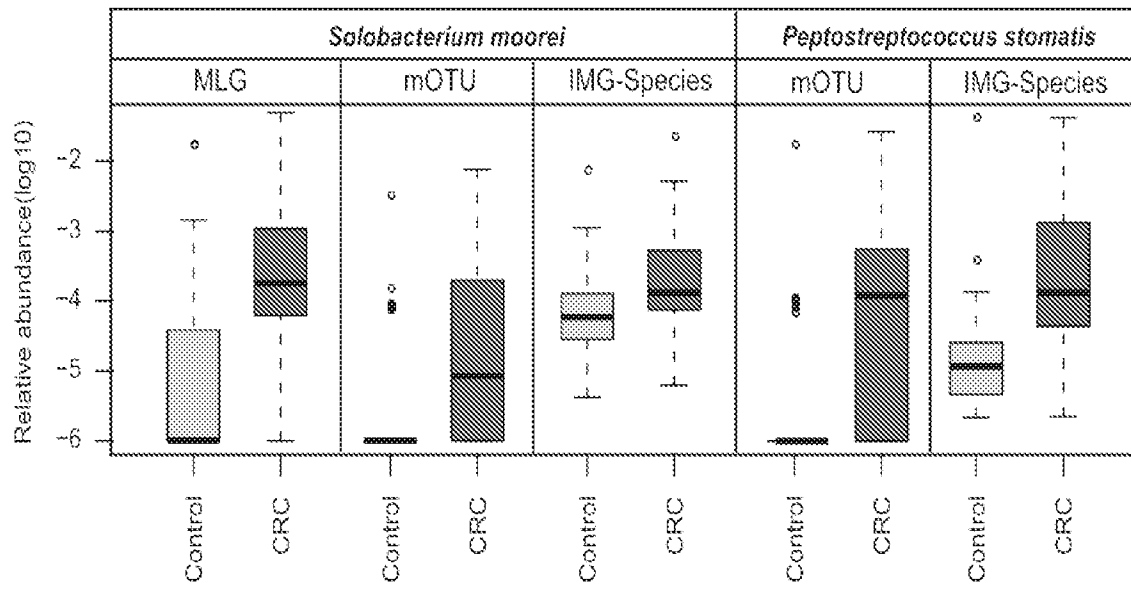 Solobacterium moorei Peptostreptococcus stomatis
MLG mOTU IMG-Species mOTU IMG-Species
Relative abundance(log10)
-2
-3
-4
-5
-6
Control CRC Control CRC Control CRC Control CRC Control CRC